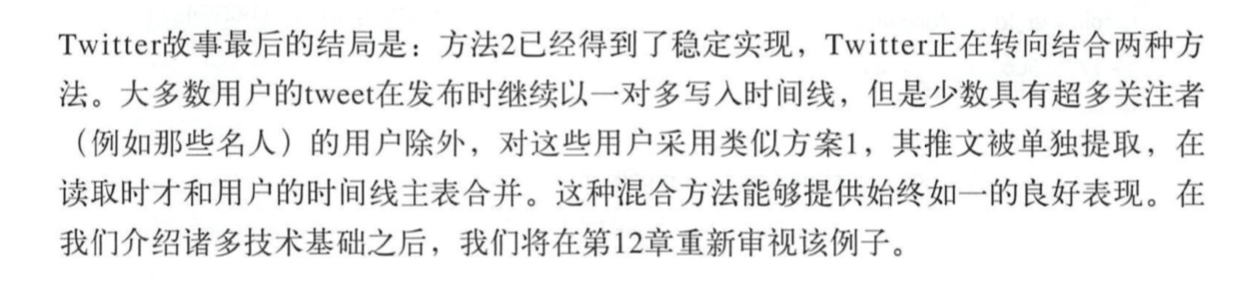 Twitter故事最后的结局是：方法2已经得到了稳定实现，Twitter正在转向结合两种方
法。大多数用户的tweet在发布时继续以一对多写入时间线，但是少数具有超多关注者
（例如那些名人）的用户除外，对这些用户采用类似方案1，其推文被单独提取，在
读取时才和用户的时间线主表合并。这种混合方法能够提供始终如一的良好表现。在
我们介绍诸多技术基础之后，我们将在第12章重新审视该例子。